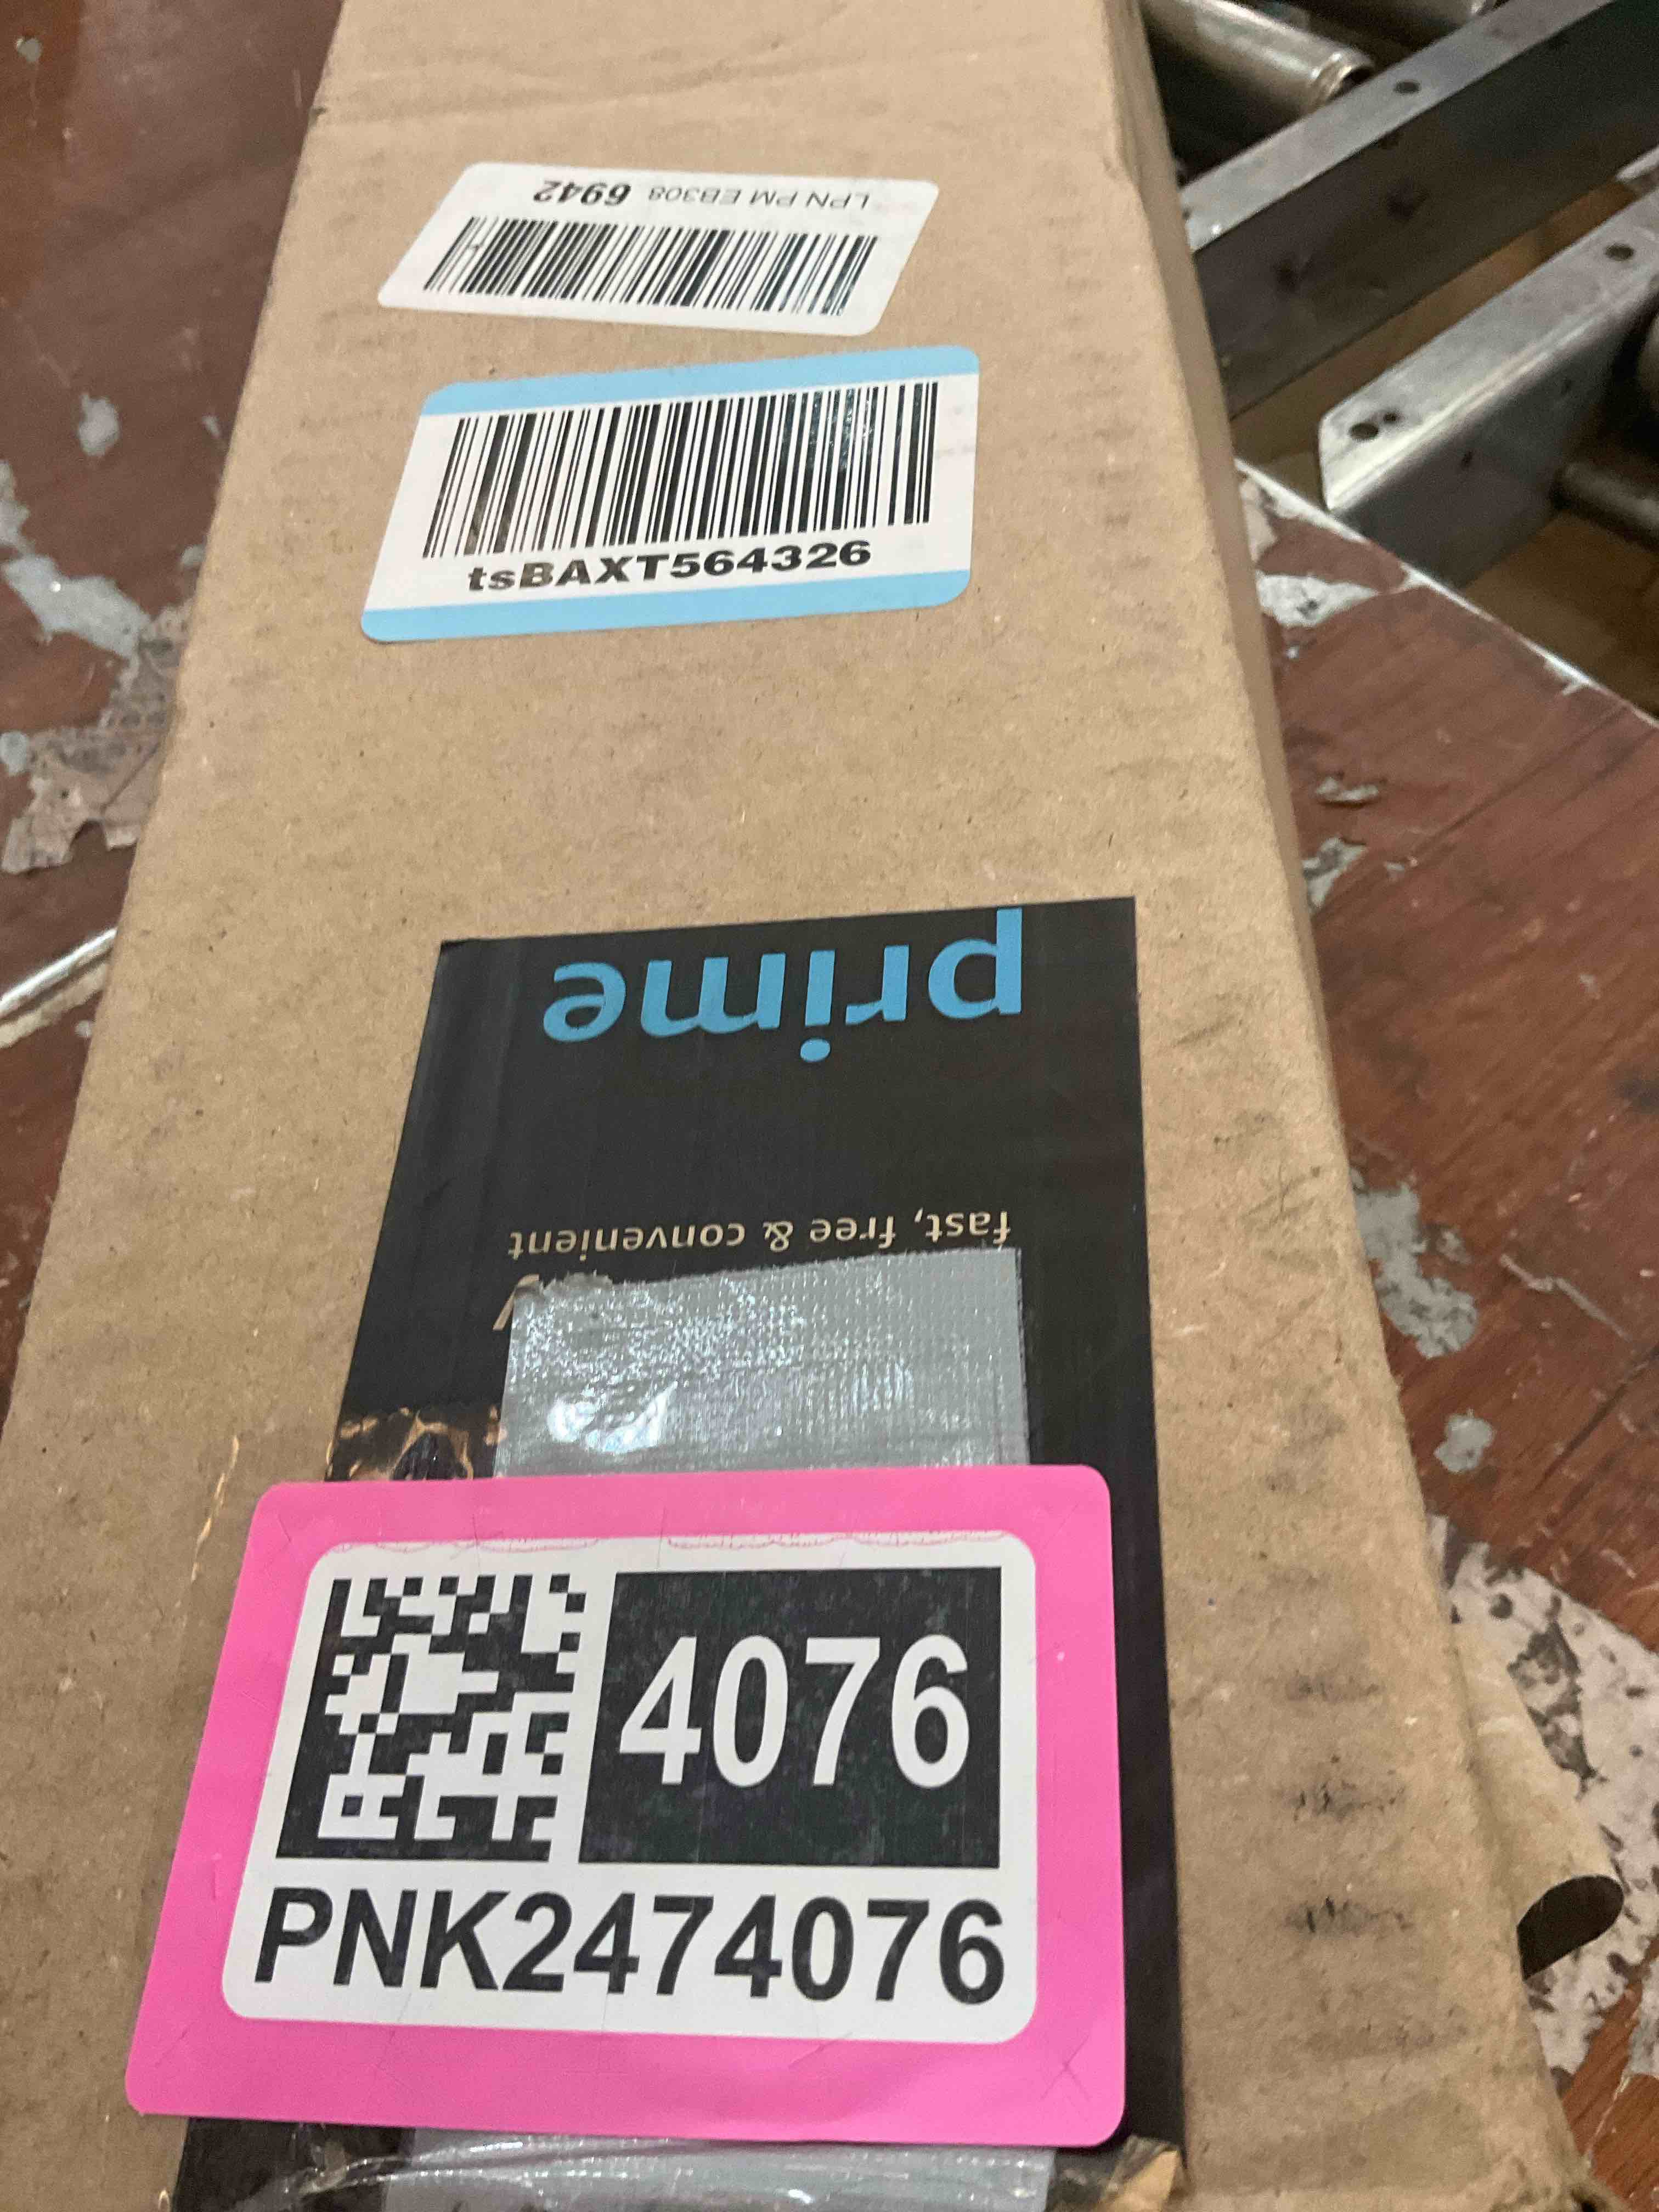 LPN PM EB308 6942
tsBAXT564326
prime
fast, free & convenient
4076
PNK2474076